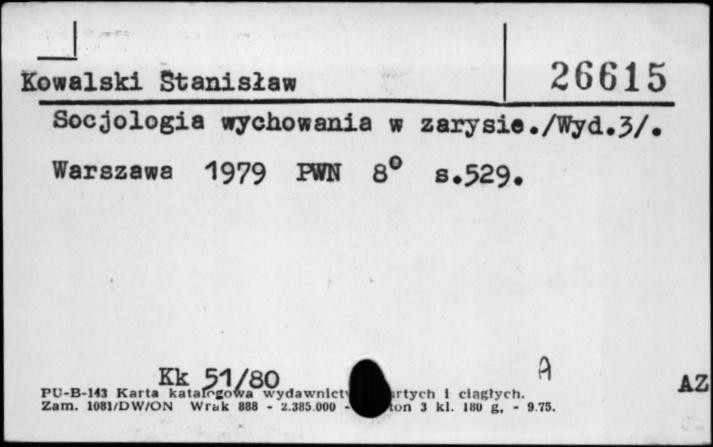 Kowalski Stanisław 26615
Socjologia wychowania w zarysie./Wyd.3/.
Warszawa 1979 PWN 8° s.529.
Kk 51/80 A AZ
PU-B-143 Karta katalogowa wydawnict rtych i ciągłych.
Zam. 1081/DW/ON Wrak 888 - 2.385.000 - ton 3 kl. 180 g, - 9.75.